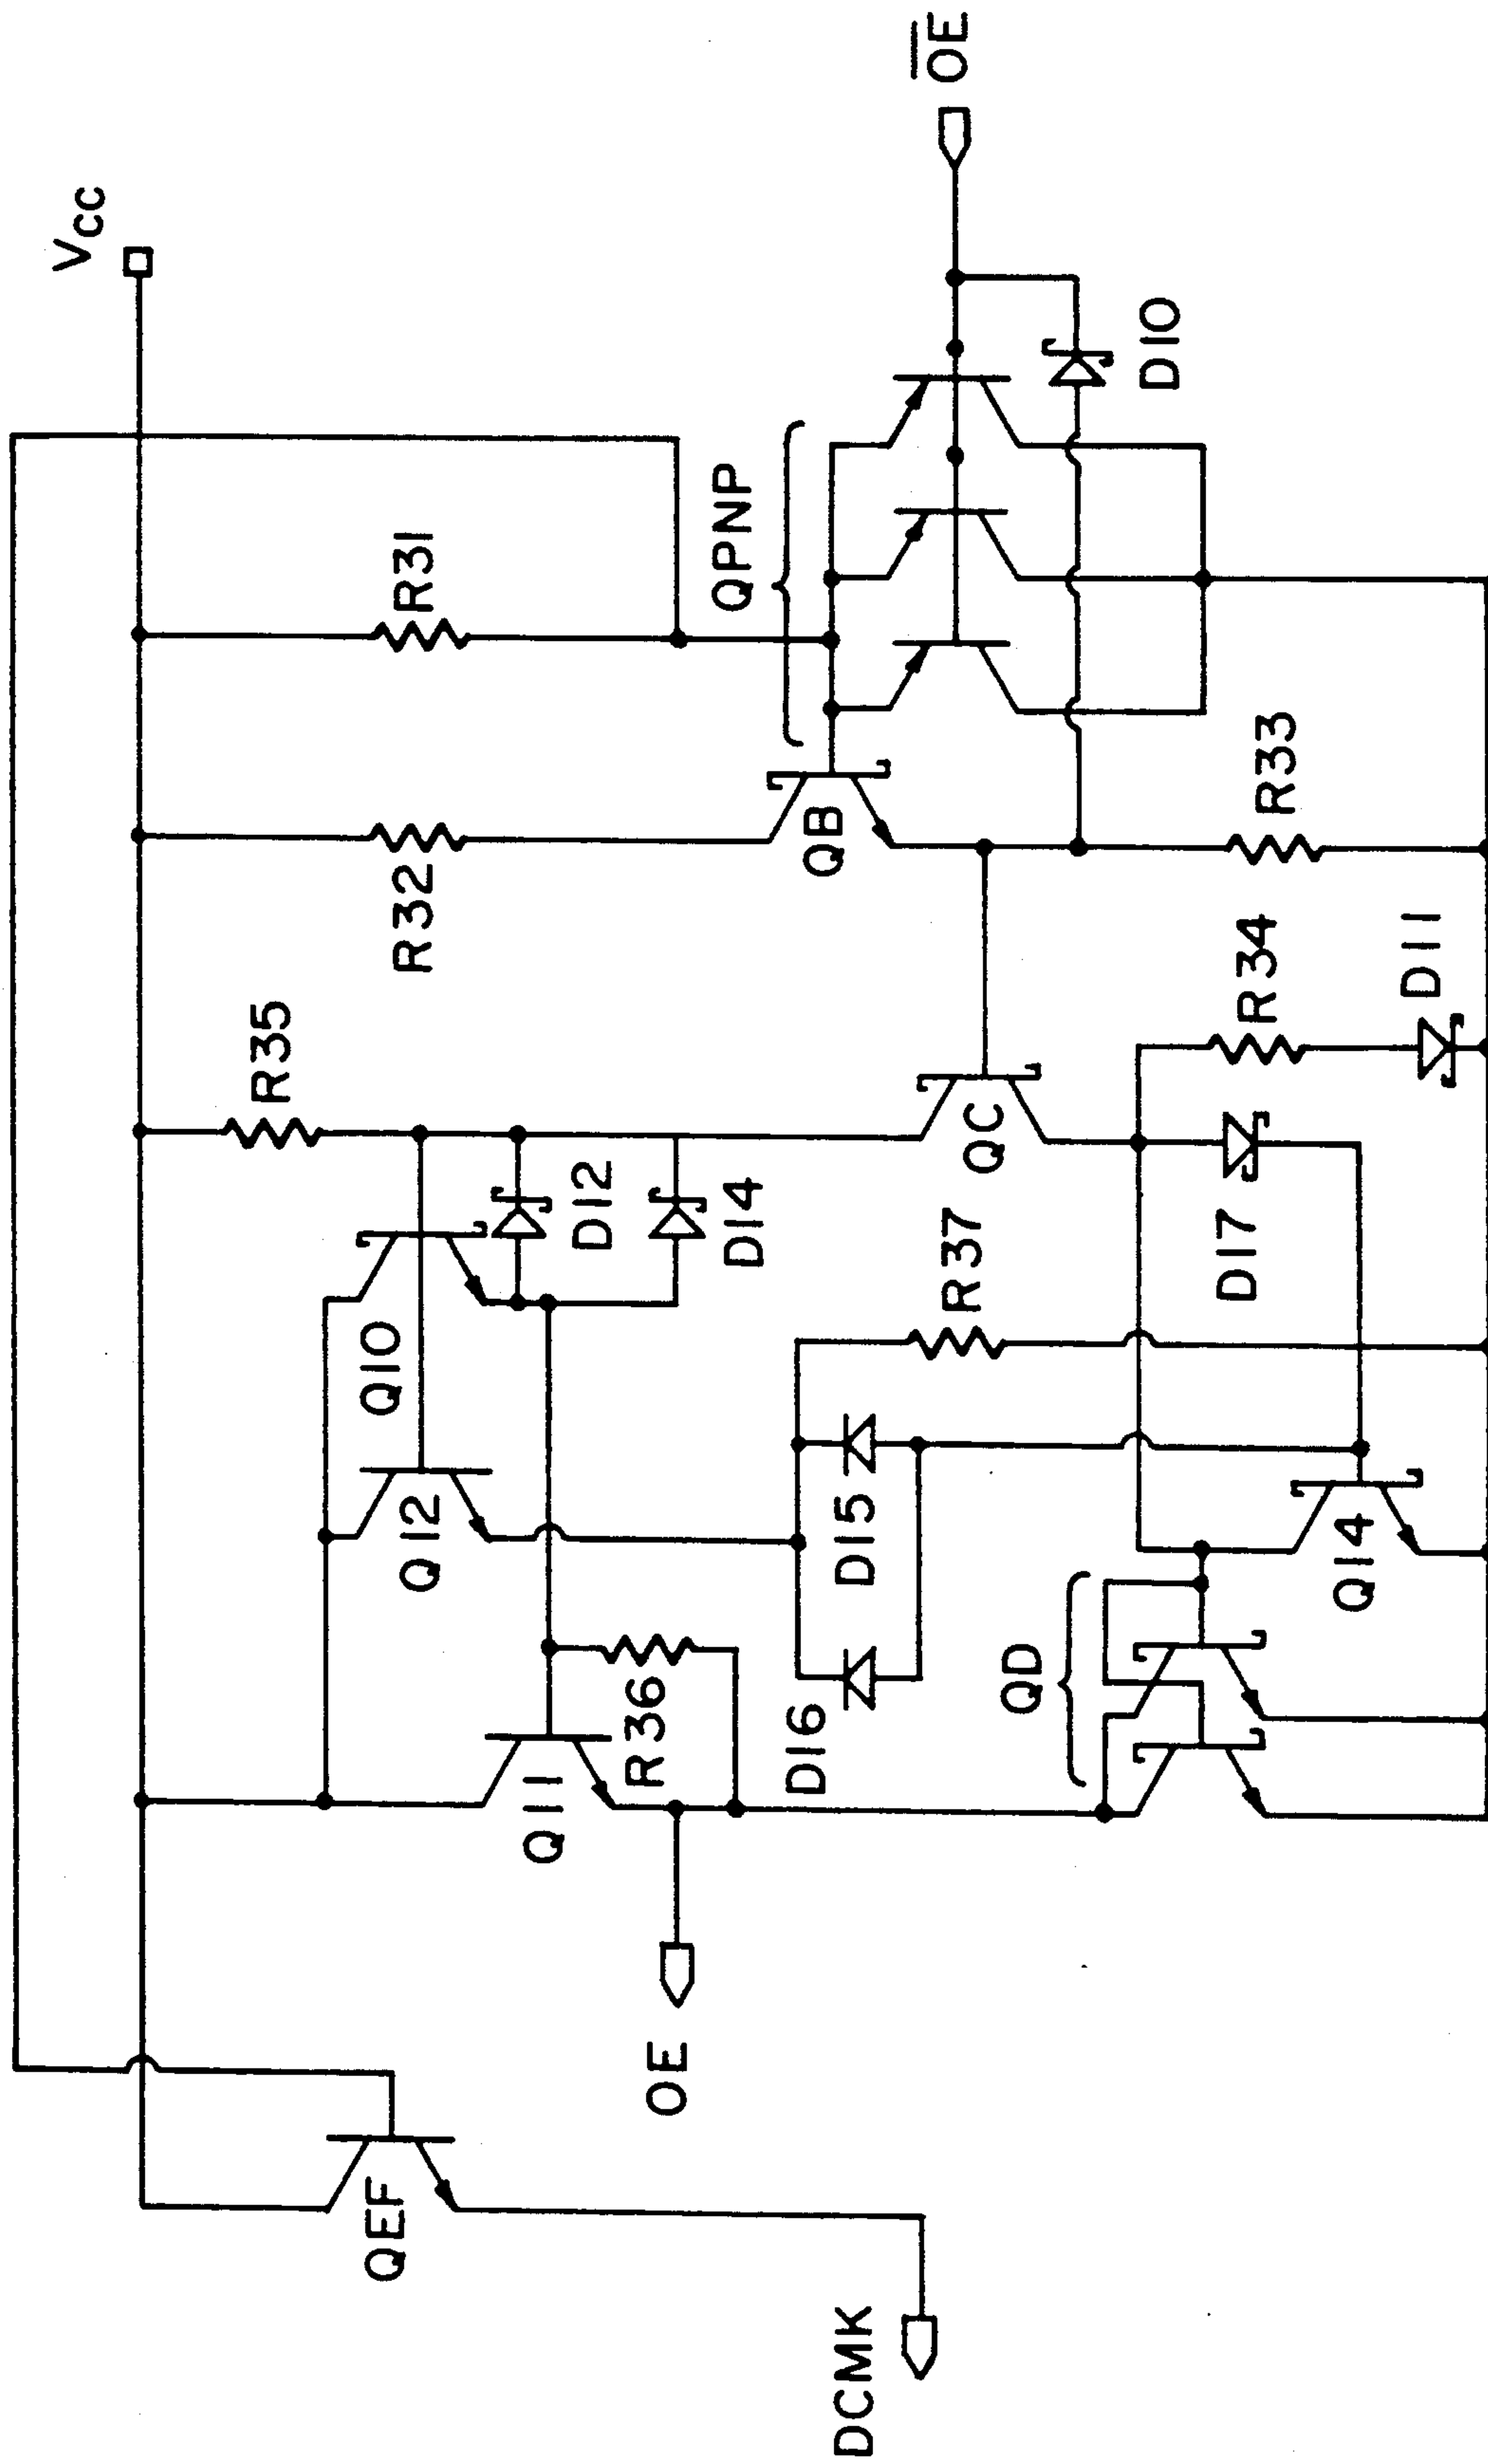 Vcc
OE
R31
QPNP
D10
R32
QB
R33
R35
QC
R34
D11
D12
D14
R37
D17
Q10
Q12
D15
Q14
QD
D16
R36
Q11
OE
QEF
DCMK